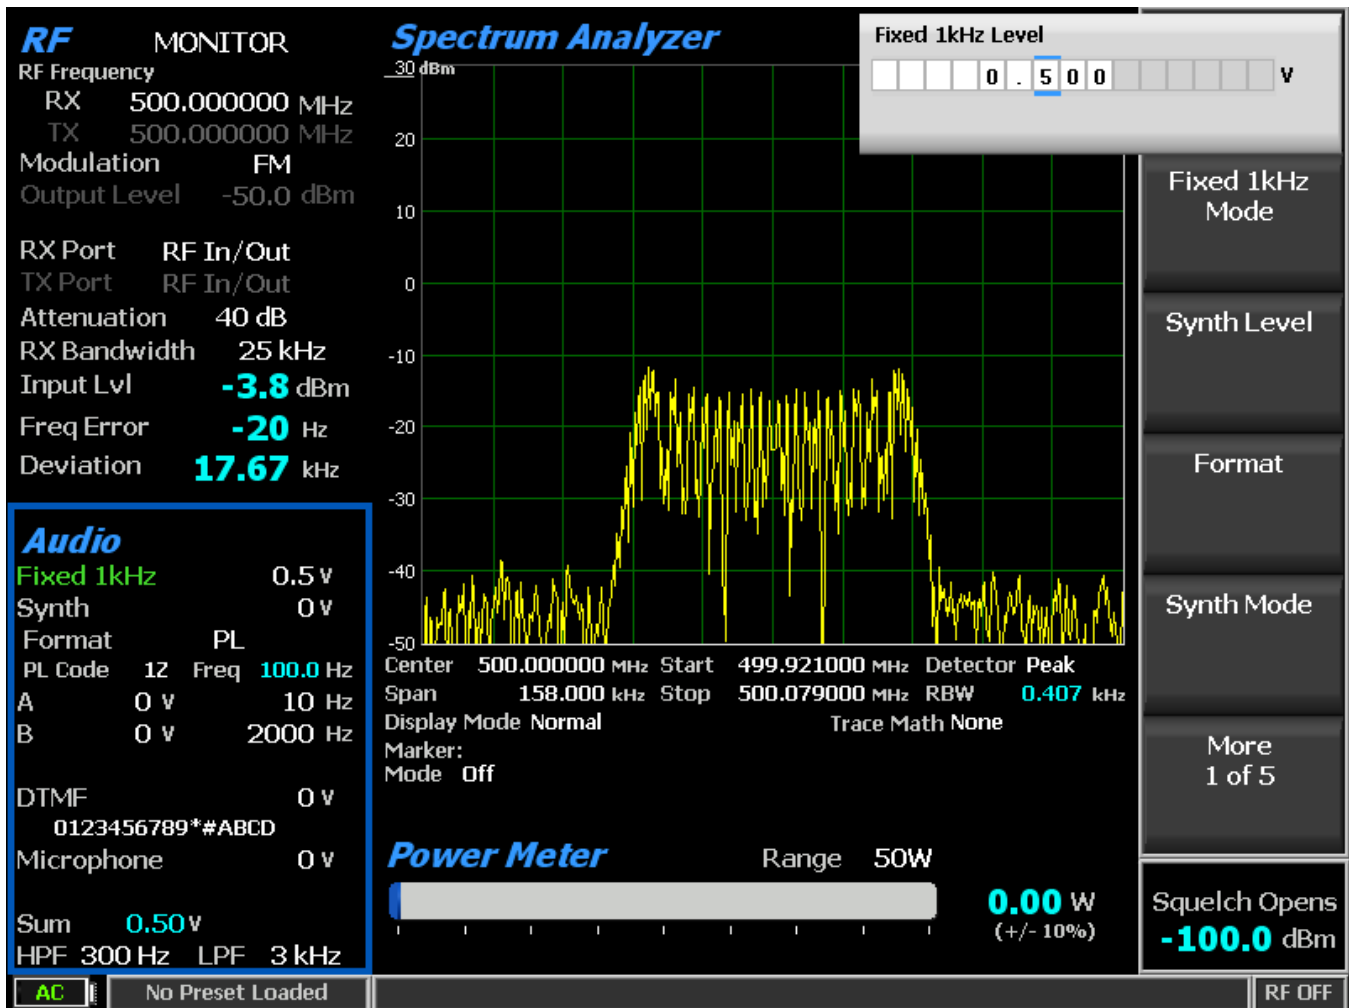 RF MONITOR
RF Frequency
RX 500.000000 MHz
TX 500.000000 MHz
Modulation FM
Output Level -50.0 dBm
RX Port RF In/Out
TX Port RF In/Out
Attenuation 40 dB
RX Bandwidth 25 kHz
Input Lvl -3.8 dBm
Freq Error -20 Hz
Deviation 17.67 kHz
Audio
Fixed 1kHz 0.5 V
Synth 0 V
Format PL
PL Code 1Z Freq 100.0 Hz
A 0 V 10 Hz
B 0 V 2000 Hz
DTMF 0 V
0123456789*#ABCD
Microphone 0 V
Sum 0.50 V
HPF 300 Hz LPF 3 kHz
Spectrum Analyzer
30 dBm
20
10
0
-10
-20
-30
-40
-50
Center 500.000000 MHz Start 499.921000 MHz Detector Peak
Span 158.000 kHz Stop 500.079000 MHz RBW 0.407 kHz
Display Mode Normal Trace Math None
Marker:
Mode Off
Power Meter Range 50W
0.00 W
(+/- 10%)
Fixed 1kHz Level
0.500 V
Fixed 1kHz
Mode
Synth Level
Format
Synth Mode
More
1 of 5
Squelch Opens
-100.0 dBm
AC No Preset Loaded RF OFF